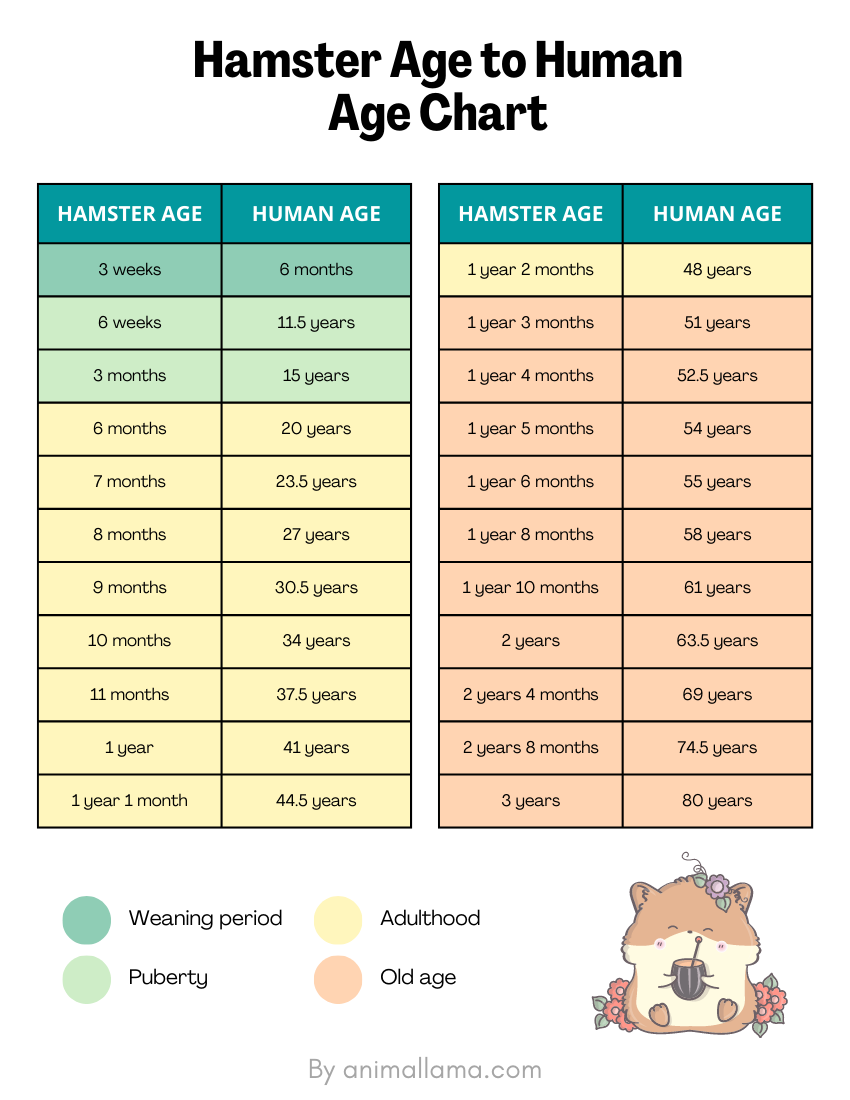 Hamster Age to Human
Age Chart
HAMSTER AGE HUMAN AGE
3 weeks 6 months
6 weeks 11.5 years
3 months 15 years
6 months 20 years
7 months 23.5 years
8 months 27 years
9 months 30.5 years
10 months 34 years
11 months 37.5 years
1 year 41 years
1 year 1 month 44.5 years
HAMSTER AGE HUMAN AGE
1 year 2 months 48 years
1 year 3 months 51 years
1 year 4 months 52.5 years
1 year 5 months 54 years
1 year 6 months 55 years
1 year 8 months 58 years
1 year 10 months 61 years
2 years 63.5 years
2 years 4 months 69 years
2 years 8 months 74.5 years
3 years 80 years
Weaning period
Puberty
Adulthood
Old age
By animallama.com